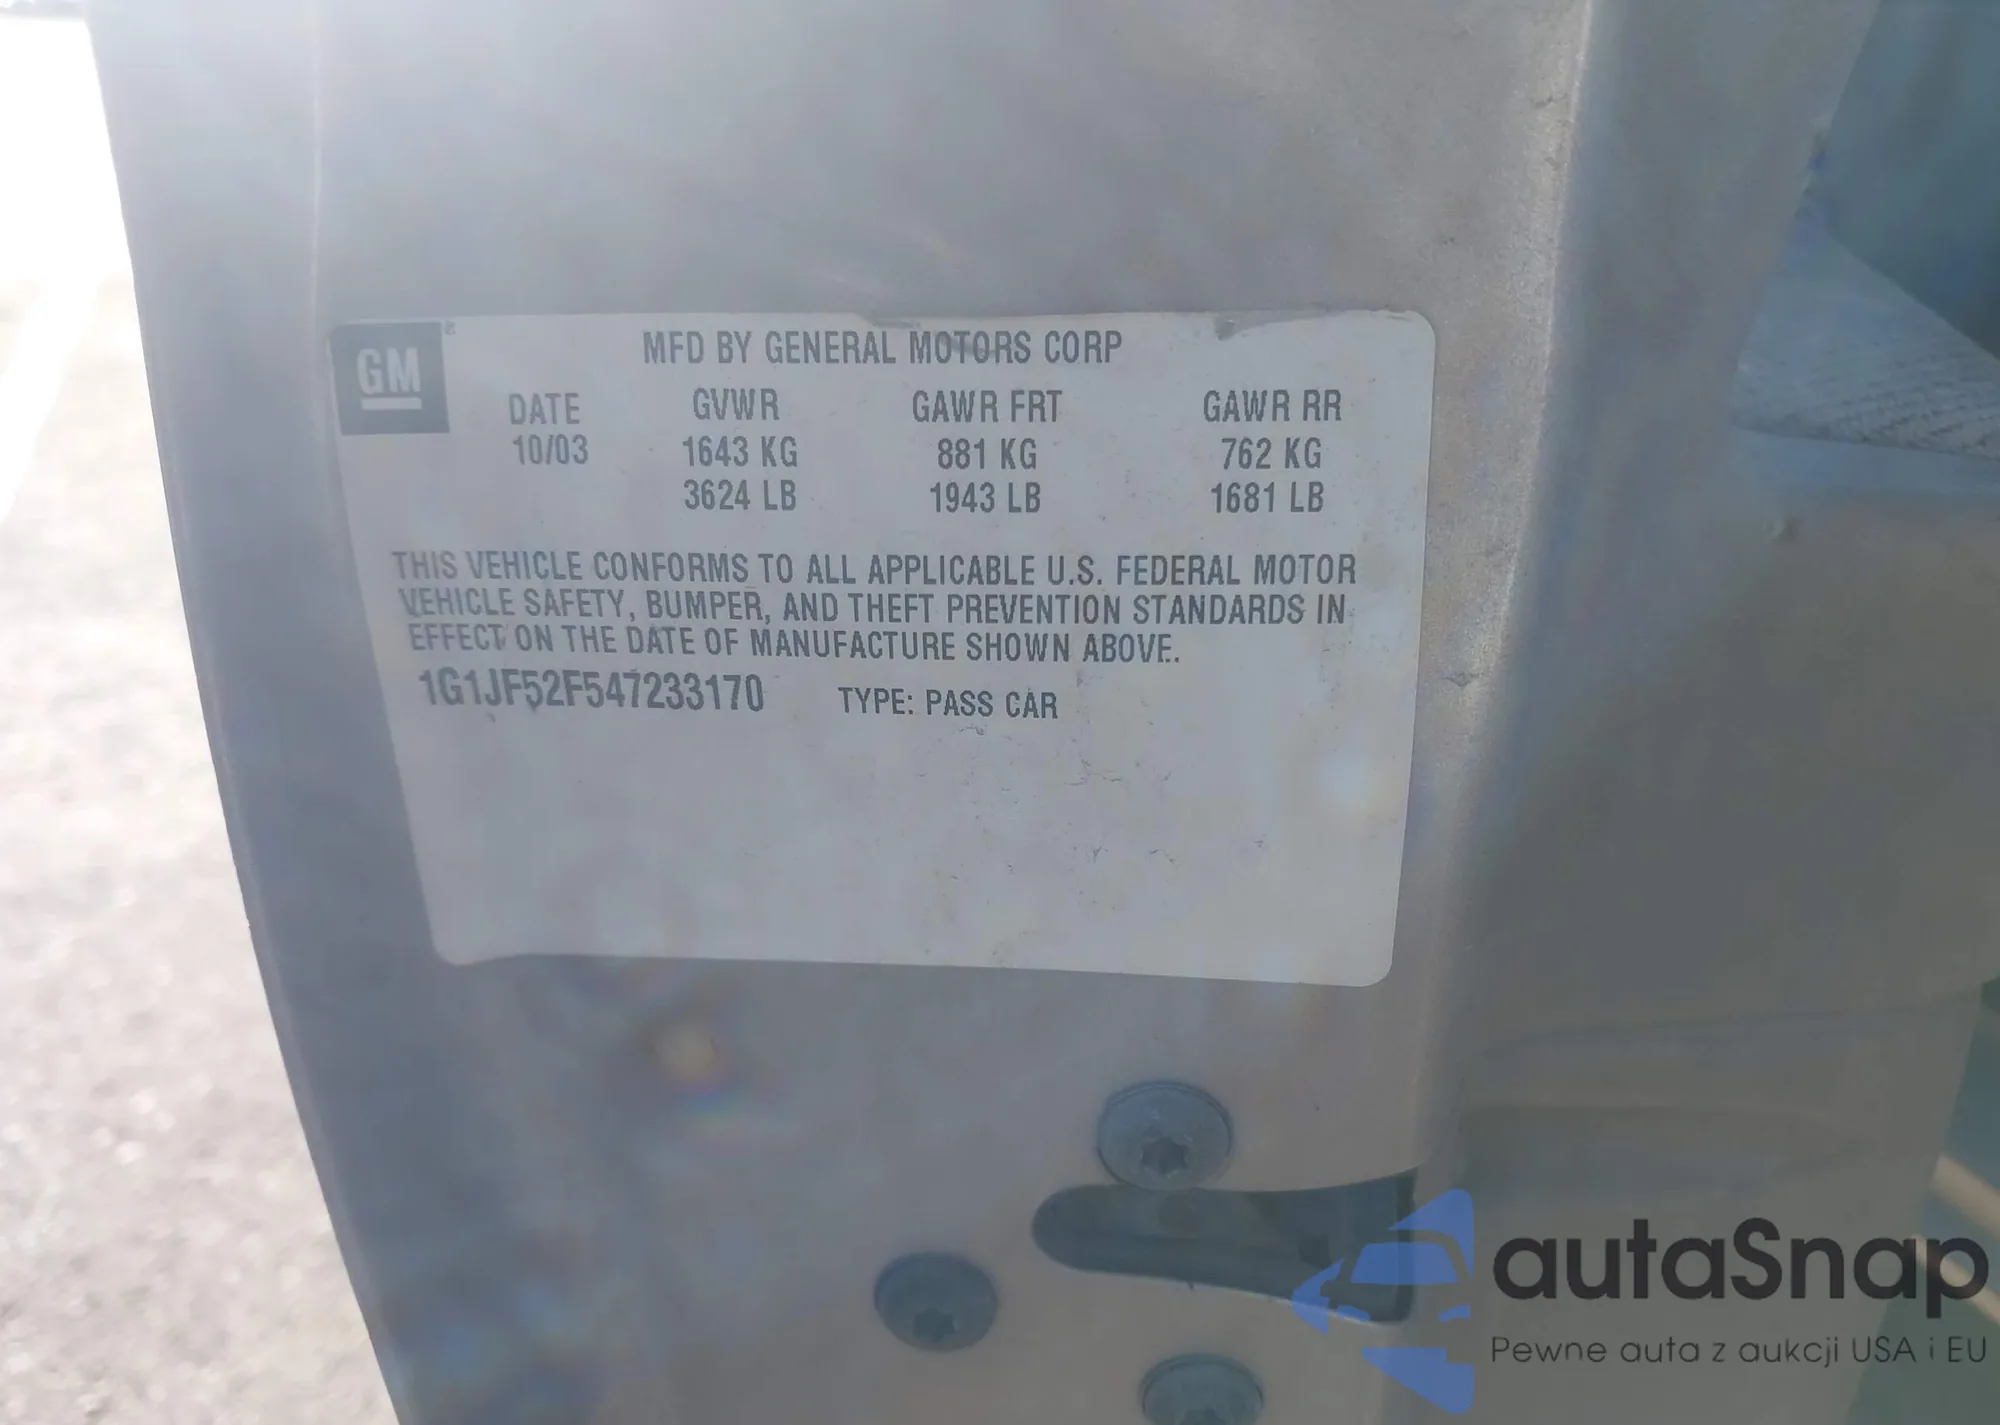 GM
MFD BY GENERAL MOTORS CORP
DATE GVWR GAWR FRT GAWR RR
10/03 1643 KG 881 KG 762 KG
3624 LB 1943 LB 1681 LB
THIS VEHICLE CONFORMS TO ALL APPLICABLE U.S. FEDERAL MOTOR
VEHICLE SAFETY, BUMPER, AND THEFT PREVENTION STANDARDS IN
EFFECT ON THE DATE OF MANUFACTURE SHOWN ABOVE.
1G1JF52F547233170 TYPE: PASS CAR
autaSnap
Pewne auta z aukcji USA i EU